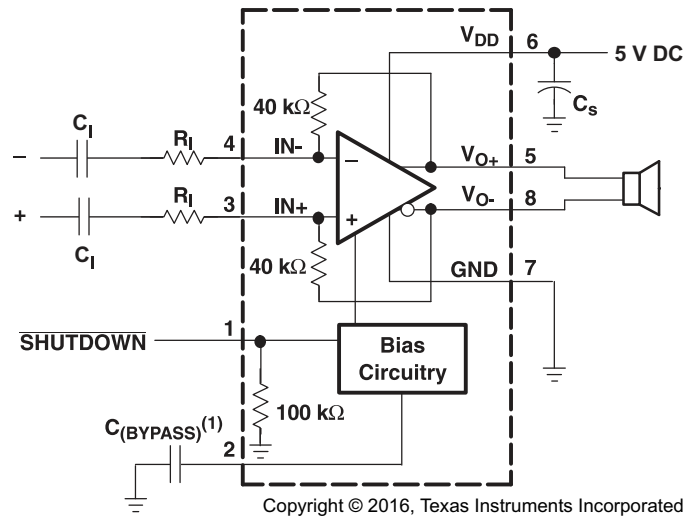 V_DD 6
5 V DC
C_s
40 kΩ
C_I
R_I
4
IN-
−
−
V_O+
5
+
R_I
3
IN+
+
V_O-
8
C_I
40 kΩ
GND
7
SHUTDOWN
1
Bias
Circuitry
100 kΩ
C_(BYPASS)^(1)
2
Copyright © 2016, Texas Instruments Incorporated